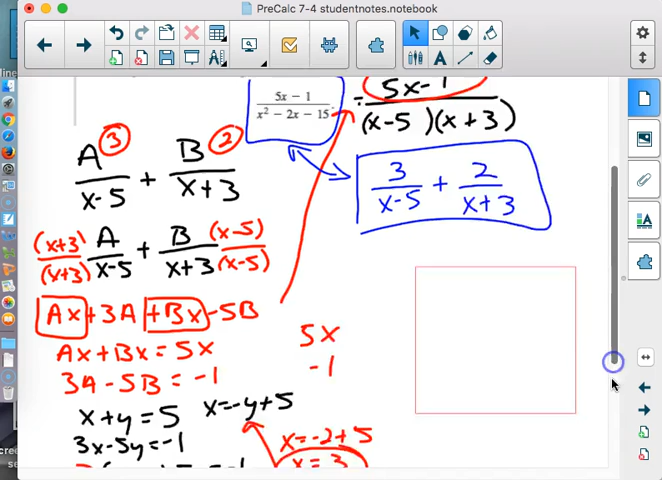 PreCalc 7-4 studentnotes.notebook
5x − 1
x² − 2x − 15
5x-1
(x-5)(x+3)
A ③ B ②
x-5 + x+3
3 + 2
x-5 x+3
(x+3) A + B (x-5)
(x+3) x-5 x+3 (x-5)
Ax+3A+Bx-5B
5x
-1
Ax+Bx=5x
3A-5B=-1
x+y=5 x=-y+5
3x-5y=-1
x=-2+5
x=3